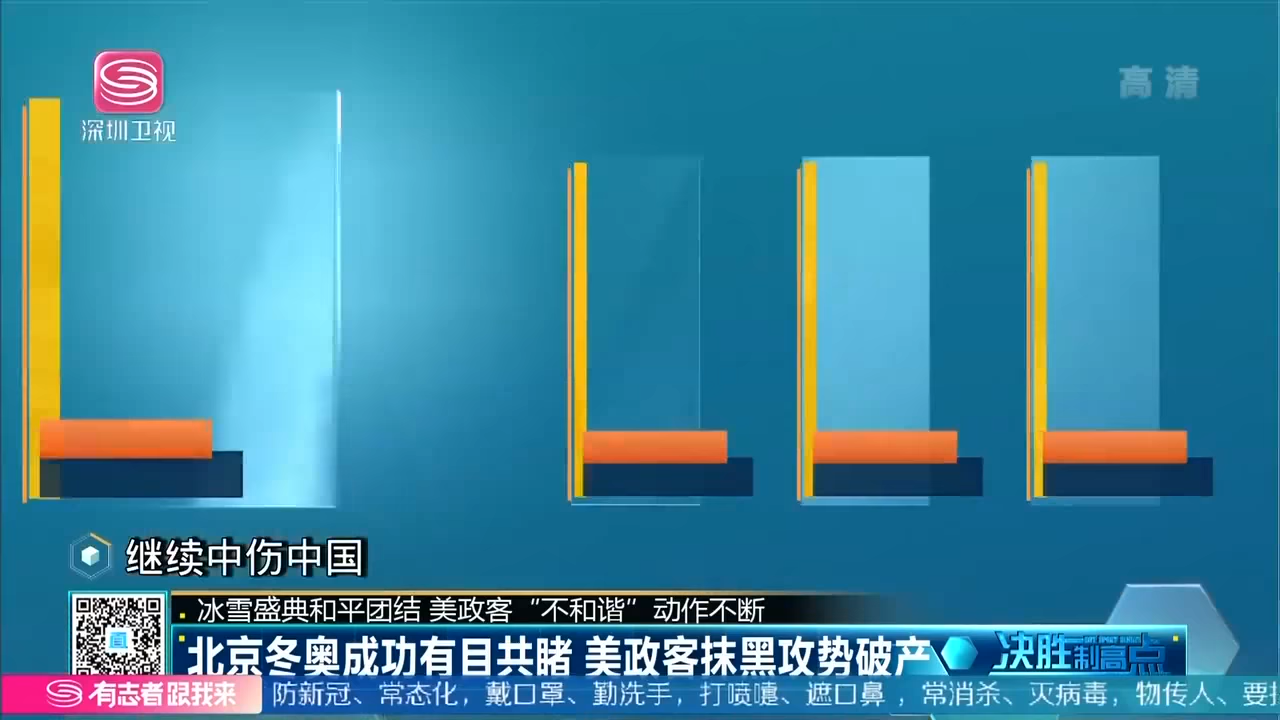 高清
深圳卫视
继续中伤中国
冰雪盛典和平团结 美政客“不和谐”动作不断
北京冬奥成功有目共睹 美政客抹黑攻势破产
决胜制高点
有志者跟我来
防新冠、常态化，戴口罩、勤洗手，打喷嚏、遮口鼻，常消杀、灭病毒，物传人、要